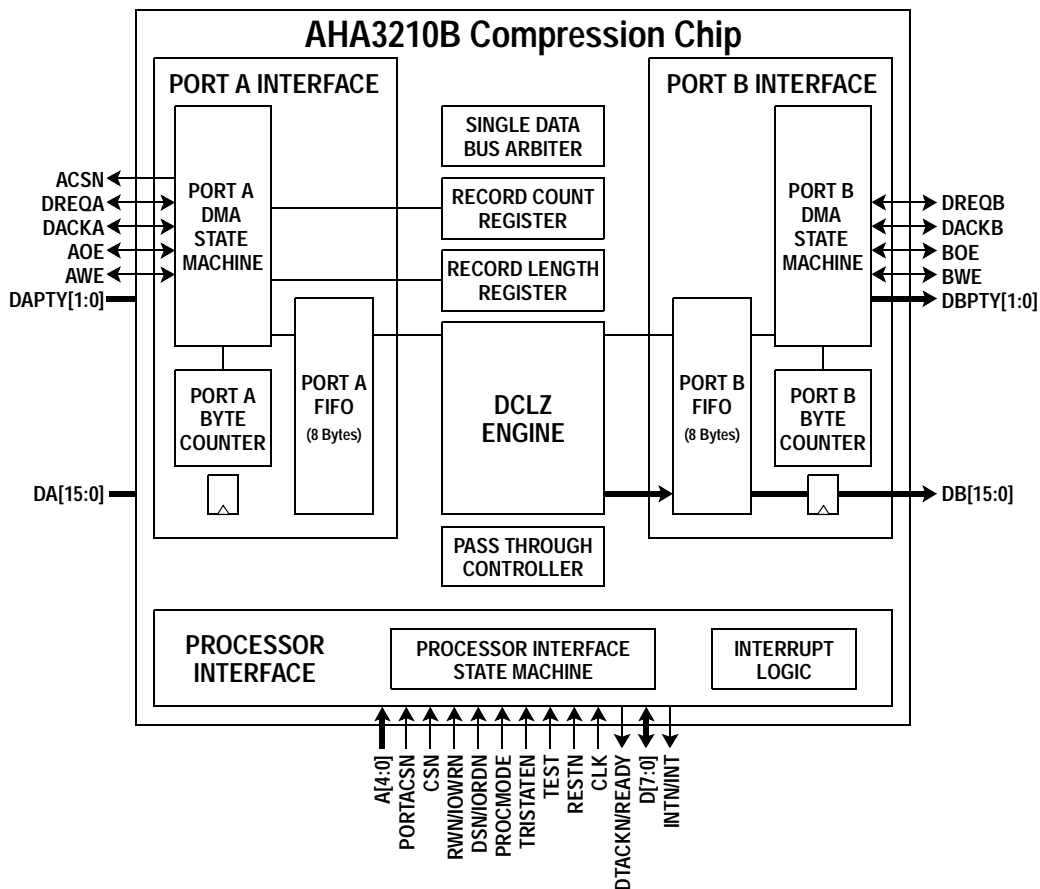 AHA3210B Compression Chip
PORT A INTERFACE
PORT B INTERFACE
SINGLE DATA
BUS ARBITER
RECORD COUNT
REGISTER
RECORD LENGTH
REGISTER
PORT A
DMA
STATE
MACHINE
PORT B
DMA
STATE
MACHINE
ACSN
DREQA
DACKA
AOE
AWE
DAPTY[1:0]
DREQB
DACKB
BOE
BWE
DBPTY[1:0]
PORT A
BYTE
COUNTER
PORT A
FIFO
(8 Bytes)
DCLZ
ENGINE
PORT B
FIFO
(8 Bytes)
PORT B
BYTE
COUNTER
DA[15:0]
DB[15:0]
PASS THROUGH
CONTROLLER
PROCESSOR
INTERFACE
PROCESSOR INTERFACE
STATE MACHINE
INTERRUPT
LOGIC
A[4:0]
PORTACSN
CSN
RWN/IOWRN
DSN/IORDN
PROCMODE
TRISTATEN
TEST
RESTN
CLK
DTACKN/READY
D[7:0]
INTN/INT